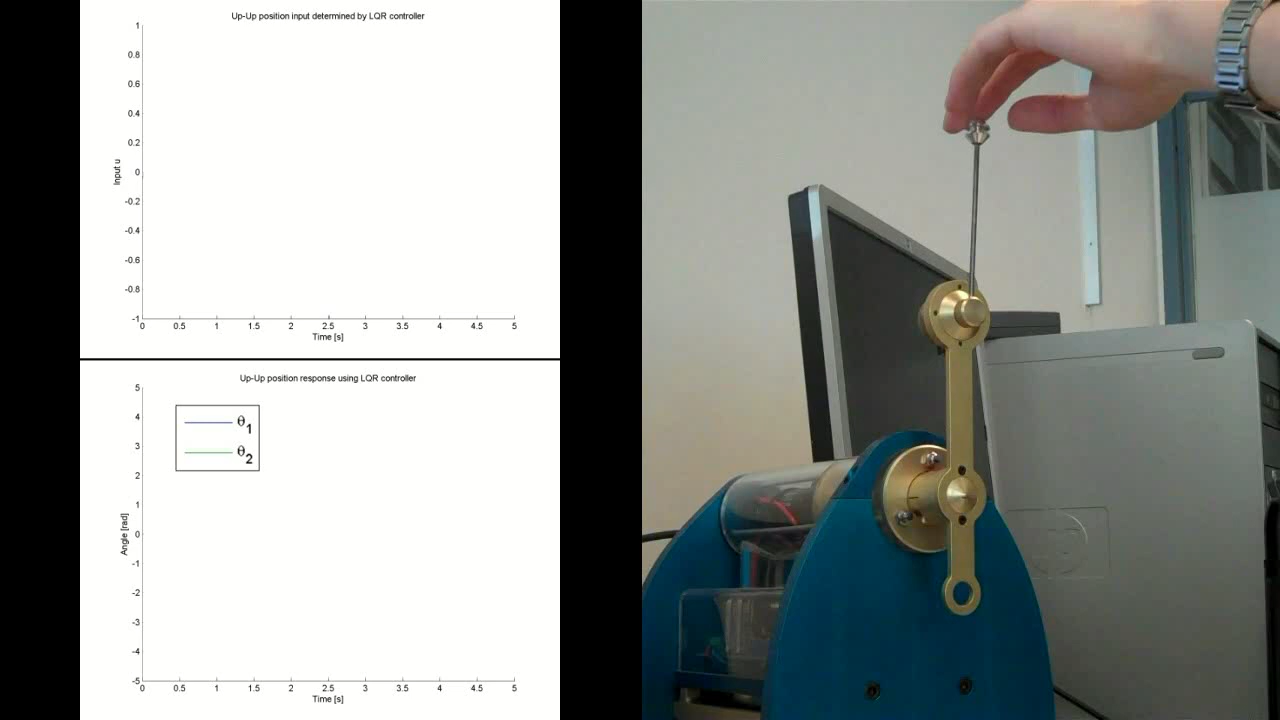 Up-Up position input determined by LQR controller
1
0.8
0.6
0.4
0.2
0
-0.2
-0.4
-0.6
-0.8
-1
Input u
0 0.5 1 1.5 2 2.5 3 3.5 4 4.5 5
Time [s]
Up-Up position response using LQR controller
5
4
3
2
1
0
-1
-2
-3
-4
-5
Angle [rad]
θ1
θ2
0 0.5 1 1.5 2 2.5 3 3.5 4 4.5 5
Time [s]